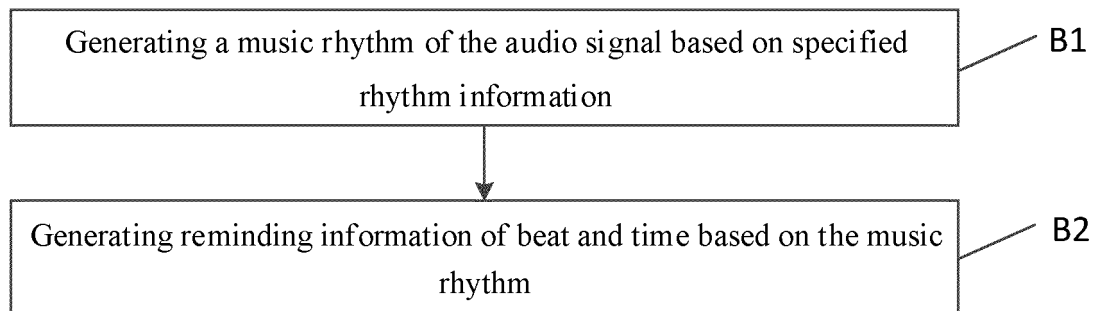 Generating a music rhythm of the audio signal based on specified
rhythm information
B1
Generating reminding information of beat and time based on the music
rhythm
B2